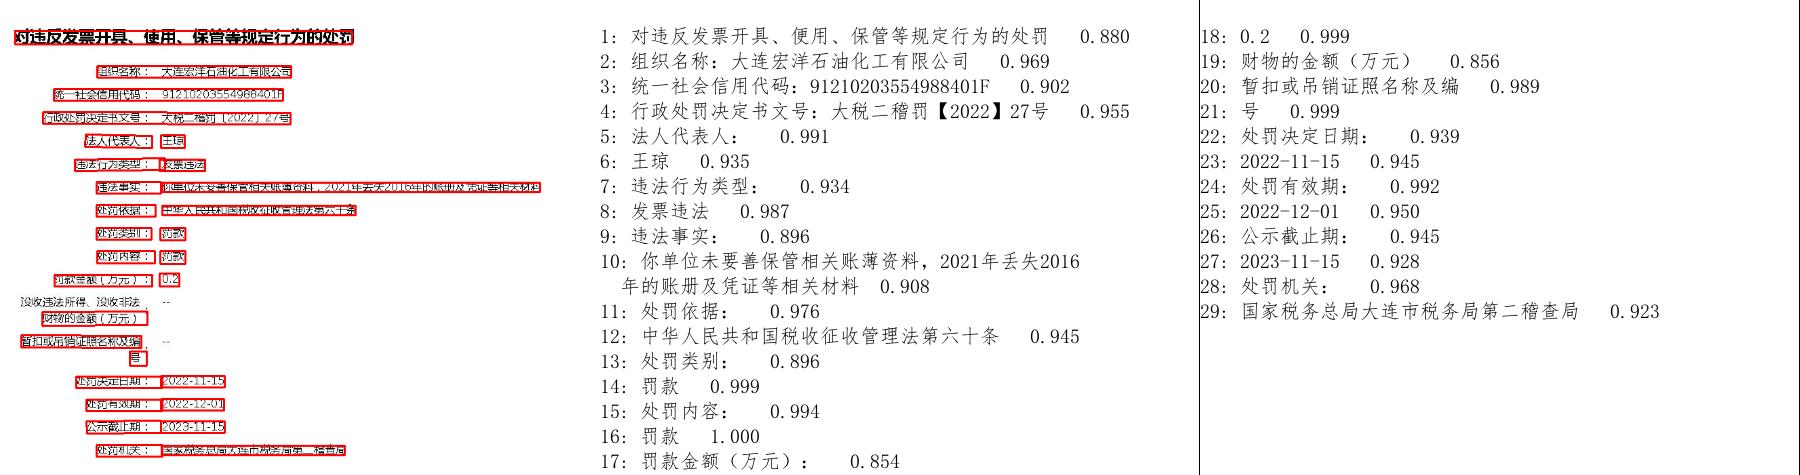 对违反发票开具、使用、保管等规定行为的处罚
组织名称： 大连宏洋石油化工有限公司
统一社会信用代码： 91210203554988401F
行政处罚决定书文号： 大税二稽罚［2022］27号
法人代表人： 王琼
违法行为类型： 发票违法
违法事实： 你单位未妥善保管相关账薄资料，2021年丢失2016年的账册及凭证等相关材料
处罚依据： 中华人民共和国税收征收管理法第六十条
处罚类别： 罚款
处罚内容： 罚款
罚款金额（万元）： 0.2
没收违法所得、没收非法 --
财物的金额（万元）
暂扣或吊销证照名称及编 --
号
处罚决定日期： 2022-11-15
处罚有效期： 2022-12-01
公示截止期： 2023-11-15
处罚机关： 国家税务总局大连市税务局第二稽查局
1: 对违反发票开具、便用、保管等规定行为的处罚 0.880
2: 组织名称：大连宏洋石油化工有限公司 0.969
3: 统一社会信用代码：91210203554988401F 0.902
4: 行政处罚决定书文号：大税二稽罚【2022】27号 0.955
5: 法人代表人： 0.991
6: 王琼 0.935
7: 违法行为类型： 0.934
8: 发票违法 0.987
9: 违法事实： 0.896
10: 你单位未要善保管相关账薄资料，2021年丢失2016
年的账册及凭证等相关材料 0.908
11: 处罚依据： 0.976
12: 中华人民共和国税收征收管理法第六十条 0.945
13: 处罚类别： 0.896
14: 罚款 0.999
15: 处罚内容： 0.994
16: 罚款 1.000
17: 罚款金额（万元）： 0.854
18: 0.2 0.999
19: 财物的金额（万元） 0.856
20: 暂扣或吊销证照名称及编 0.989
21: 号 0.999
22: 处罚决定日期： 0.939
23: 2022-11-15 0.945
24: 处罚有效期： 0.992
25: 2022-12-01 0.950
26: 公示截止期： 0.945
27: 2023-11-15 0.928
28: 处罚机关： 0.968
29: 国家税务总局大连市税务局第二稽查局 0.923